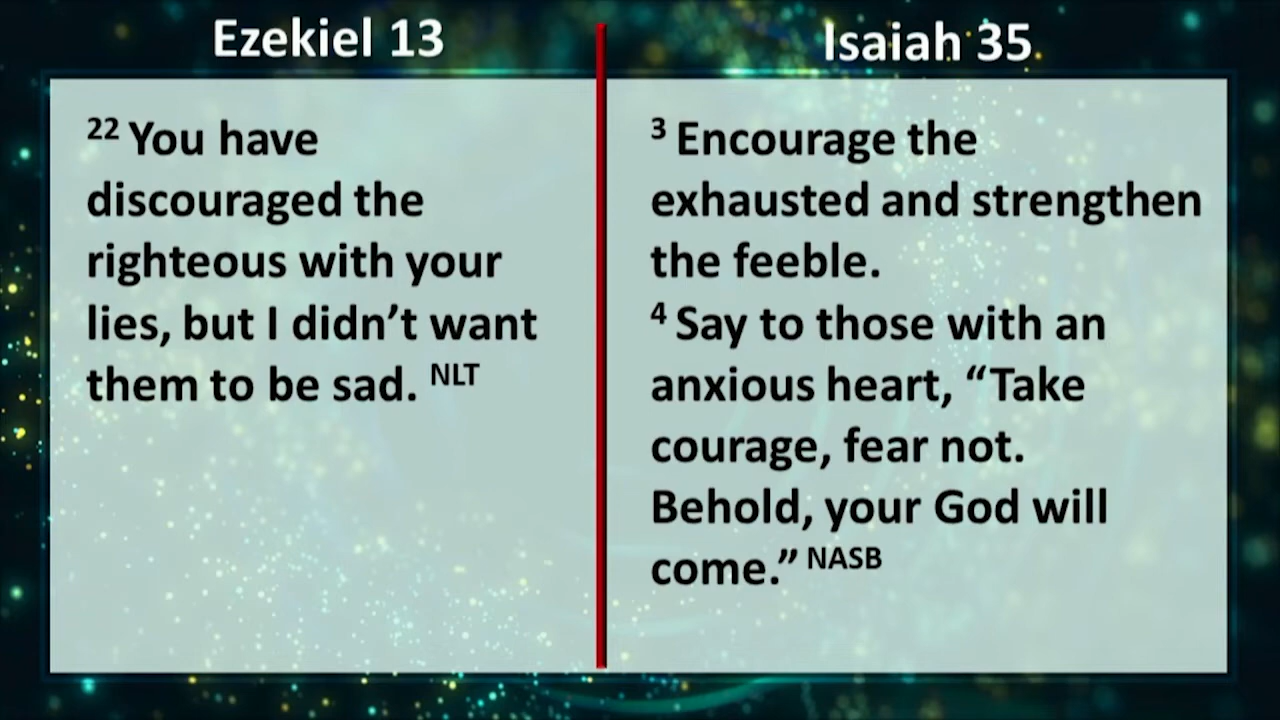 Ezekiel 13
22 You have
discouraged the
righteous with your
lies, but I didn’t want
them to be sad. NLT
Isaiah 35
3 Encourage the
exhausted and strengthen
the feeble.
4 Say to those with an
anxious heart, “Take
courage, fear not.
Behold, your God will
come.” NASB